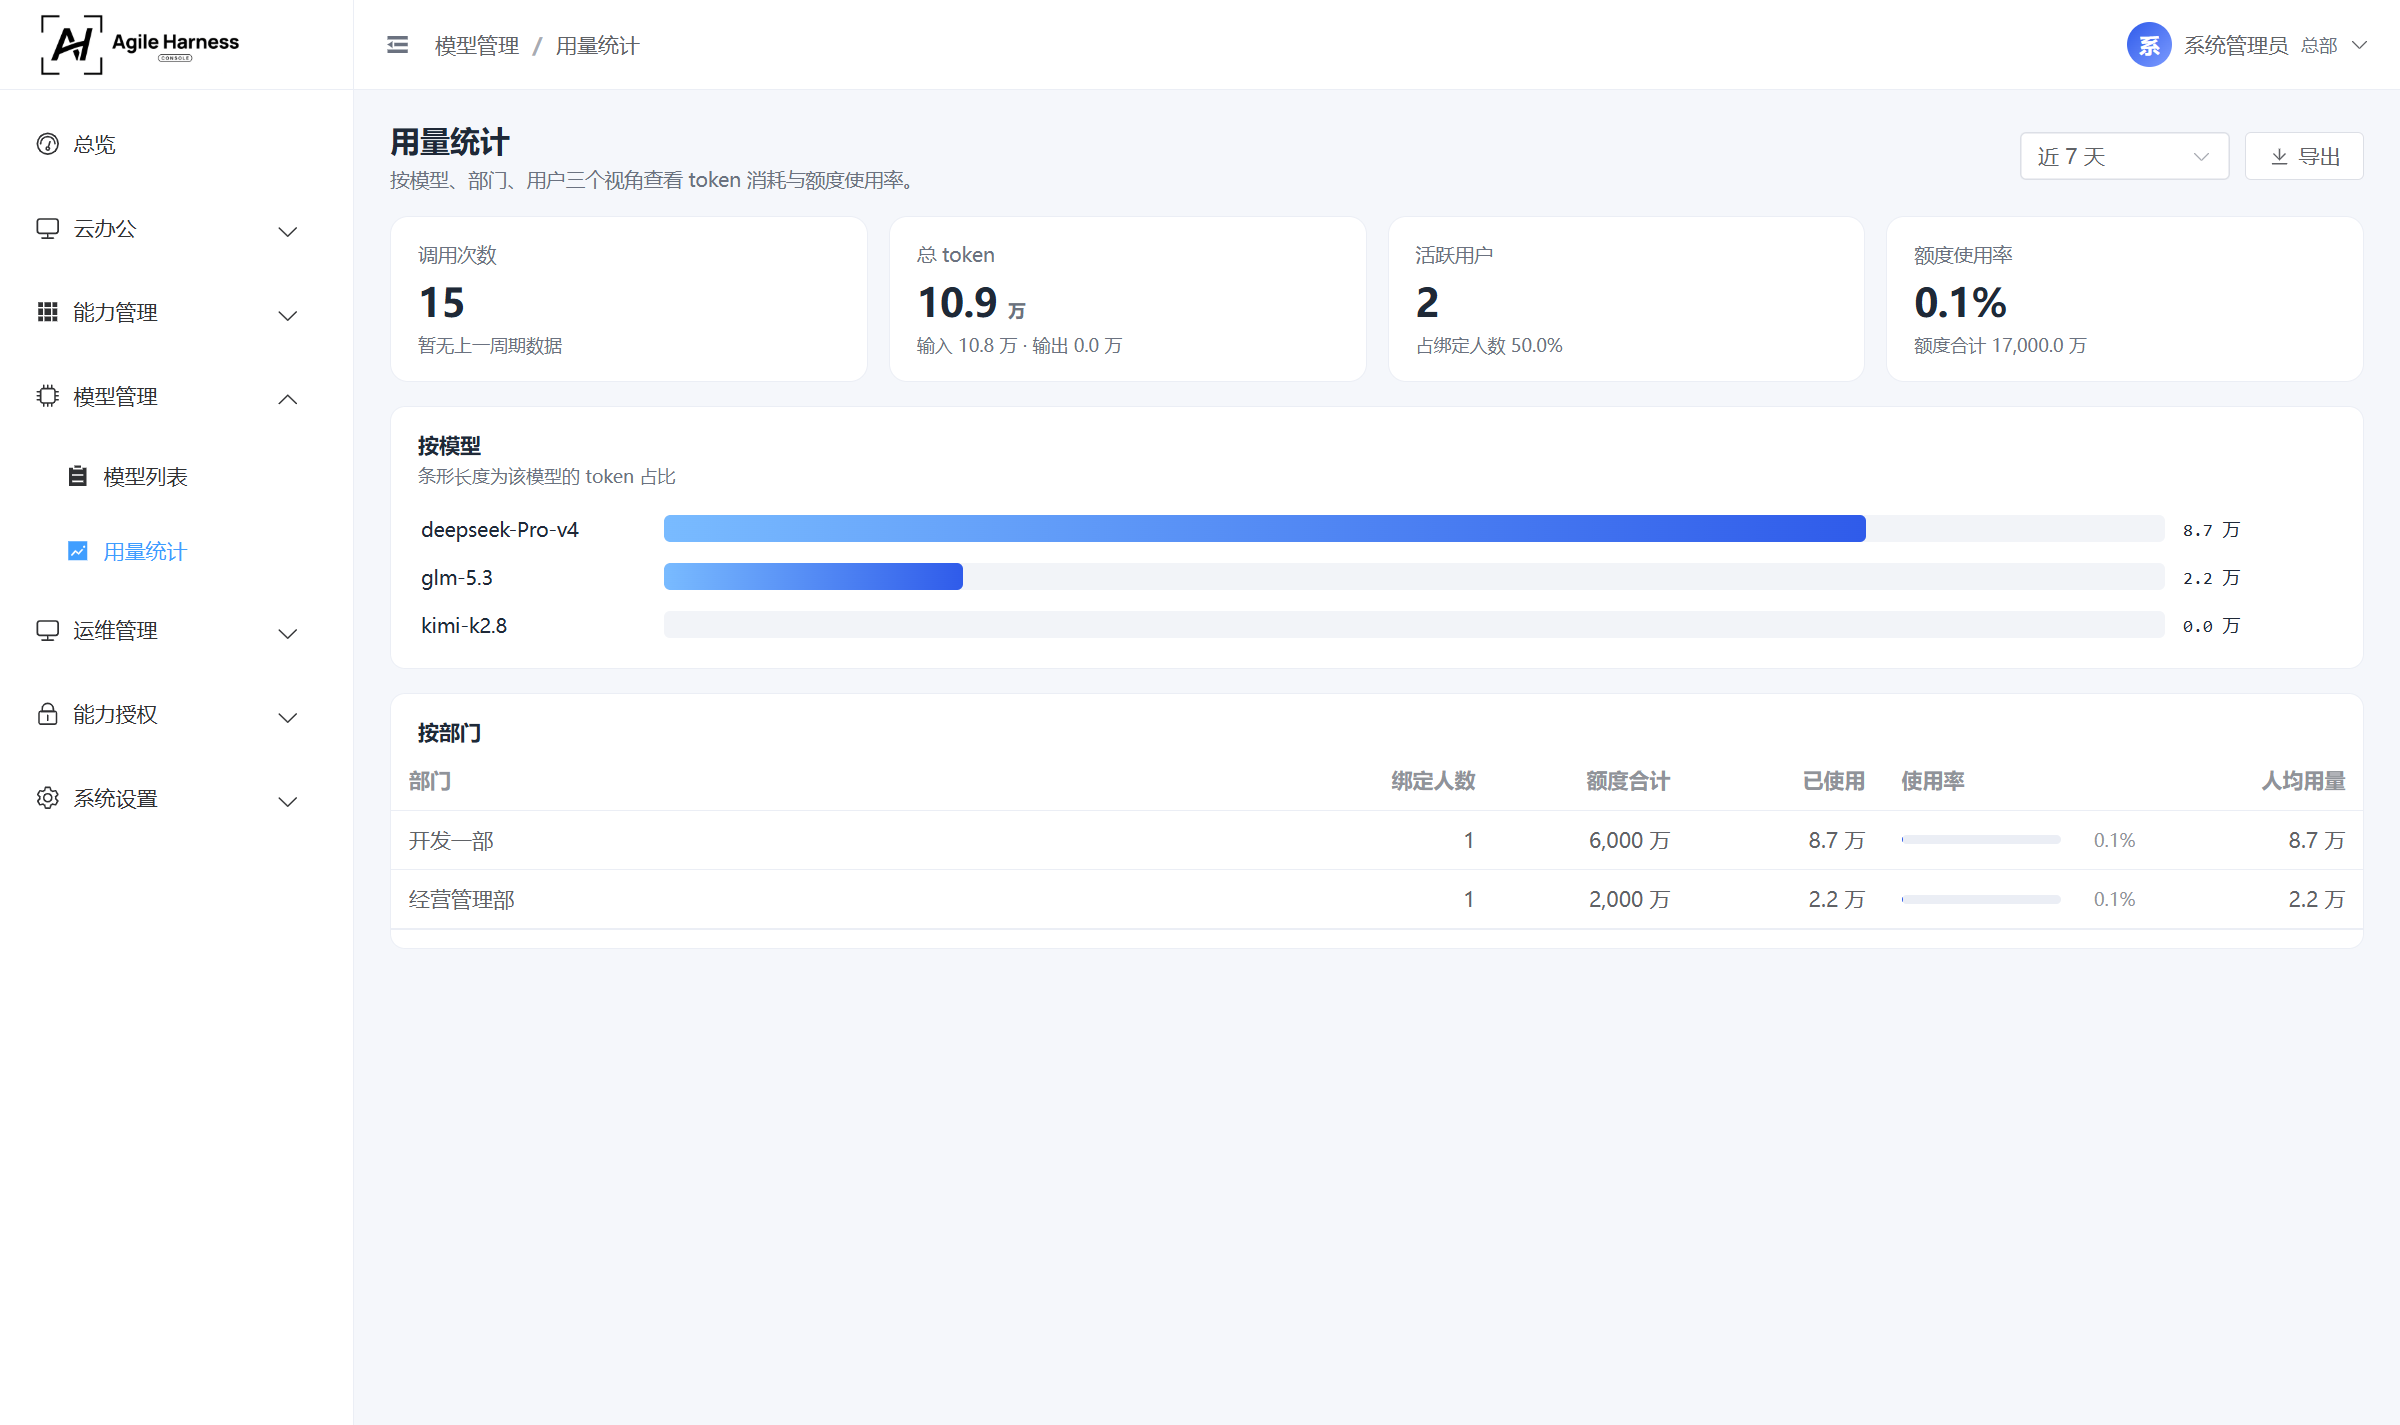 Agile Harness
CONSOLE
模型管理 / 用量统计
系 系统管理员 总部
总览
云办公
能力管理
模型管理
模型列表
用量统计
运维管理
能力授权
系统设置
用量统计
按模型、部门、用户三个视角查看 token 消耗与额度使用率。
近 7 天
导出
调用次数
15
暂无上一周期数据
总 token
10.9 万
输入 10.8 万 · 输出 0.0 万
活跃用户
2
占绑定人数 50.0%
额度使用率
0.1%
额度合计 17,000.0 万
按模型
条形长度为该模型的 token 占比
deepseek-Pro-v4 8.7 万
glm-5.3 2.2 万
kimi-k2.8 0.0 万
按部门
部门 绑定人数 额度合计 已使用 使用率 人均用量
开发一部 1 6,000 万 8.7 万 0.1% 8.7 万
经营管理部 1 2,000 万 2.2 万 0.1% 2.2 万